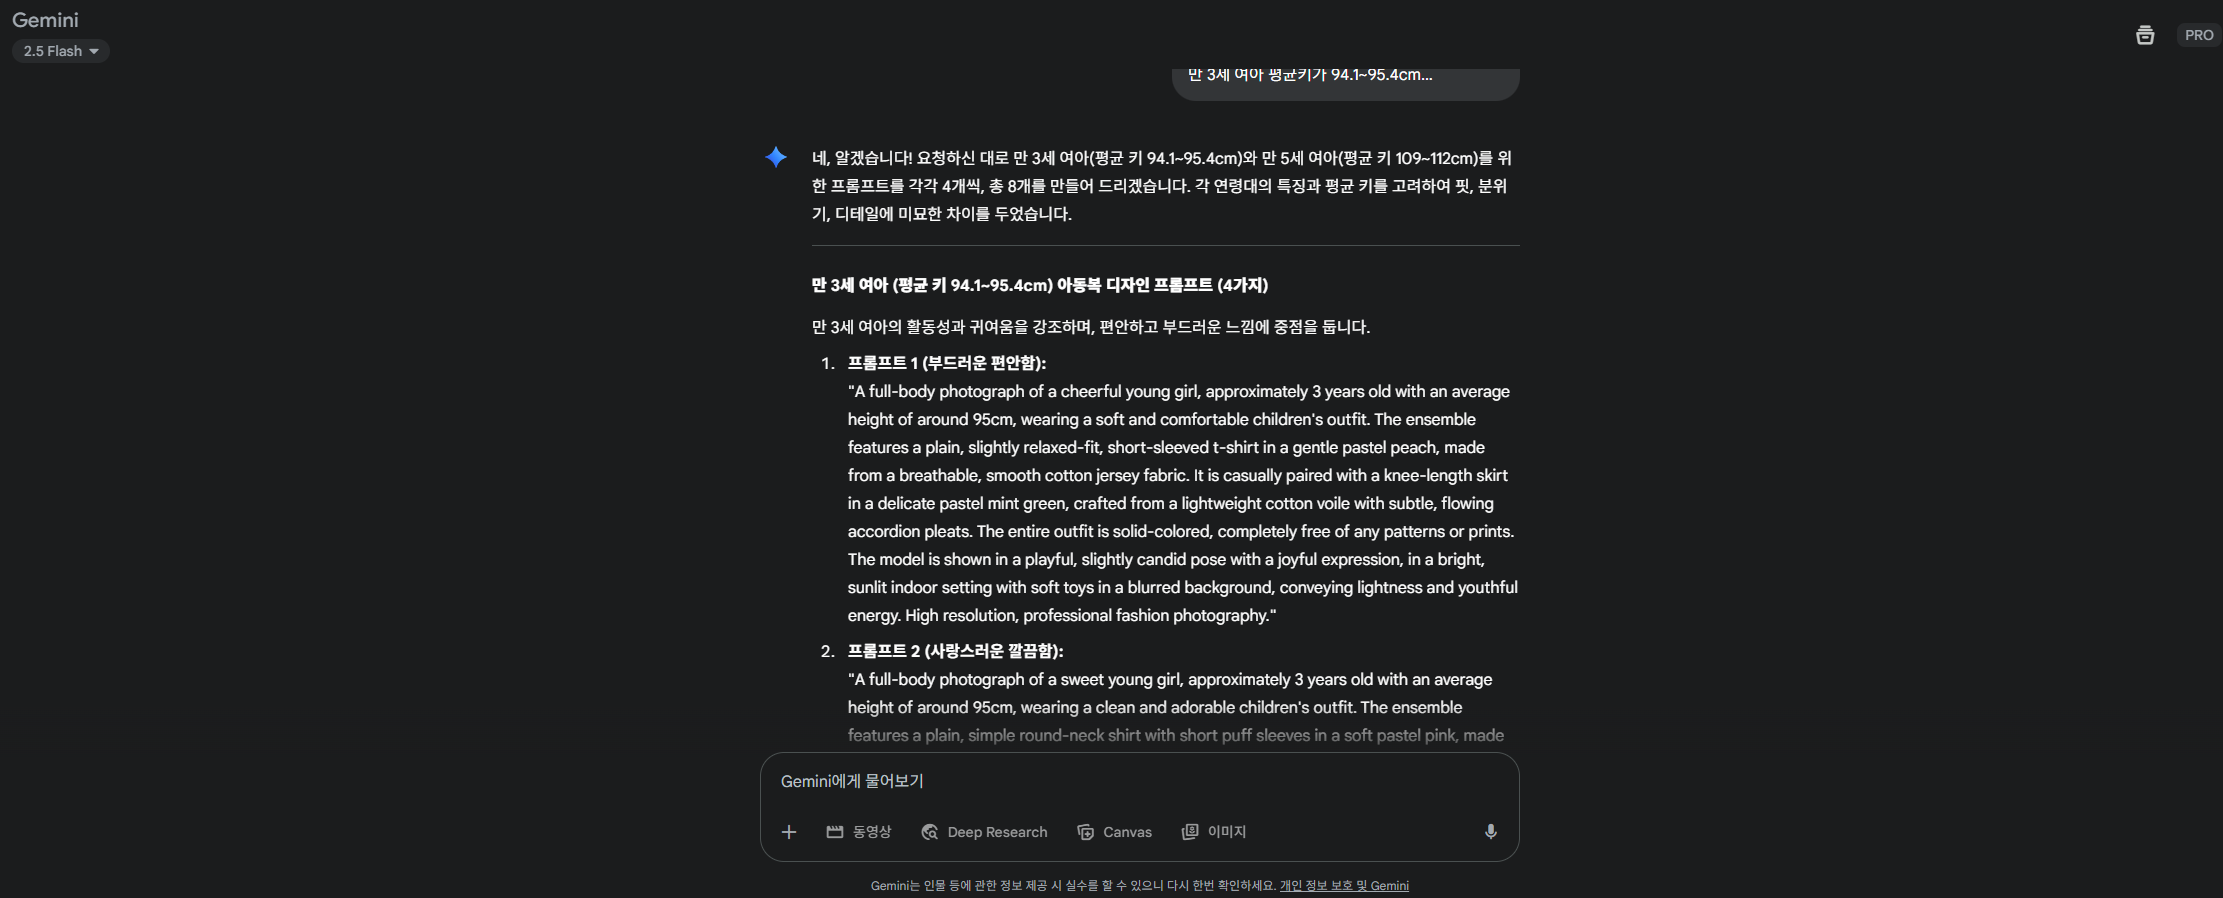 Gemini
2.5 Flash
PRO
만 3세 여아 평균키가 94.1~95.4cm...
네, 알겠습니다! 요청하신 대로 만 3세 여아(평균 키 94.1~95.4cm)와 만 5세 여아(평균 키 109~112cm)를 위
한 프롬프트를 각각 4개씩, 총 8개를 만들어 드리겠습니다. 각 연령대의 특징과 평균 키를 고려하여 핏, 분위
기, 디테일에 미묘한 차이를 두었습니다.
만 3세 여아 (평균 키 94.1~95.4cm) 아동복 디자인 프롬프트 (4가지)
만 3세 여아의 활동성과 귀여움을 강조하며, 편안하고 부드러운 느낌에 중점을 둡니다.
1. 프롬프트 1 (부드러운 편안함):
"A full-body photograph of a cheerful young girl, approximately 3 years old with an average
height of around 95cm, wearing a soft and comfortable children's outfit. The ensemble
features a plain, slightly relaxed-fit, short-sleeved t-shirt in a gentle pastel peach, made
from a breathable, smooth cotton jersey fabric. It is casually paired with a knee-length skirt
in a delicate pastel mint green, crafted from a lightweight cotton voile with subtle, flowing
accordion pleats. The entire outfit is solid-colored, completely free of any patterns or prints.
The model is shown in a playful, slightly candid pose with a joyful expression, in a bright,
sunlit indoor setting with soft toys in a blurred background, conveying lightness and youthful
energy. High resolution, professional fashion photography."
2. 프롬프트 2 (사랑스러운 깔끔함):
"A full-body photograph of a sweet young girl, approximately 3 years old with an average
height of around 95cm, wearing a clean and adorable children's outfit. The ensemble
features a plain, simple round-neck shirt with short puff sleeves in a soft pastel pink, made
Gemini에게 물어보기
동영상
Deep Research
Canvas
이미지
Gemini는 인물 등에 관한 정보 제공 시 실수를 할 수 있으니 다시 한번 확인하세요. 개인 정보 보호 및 Gemini